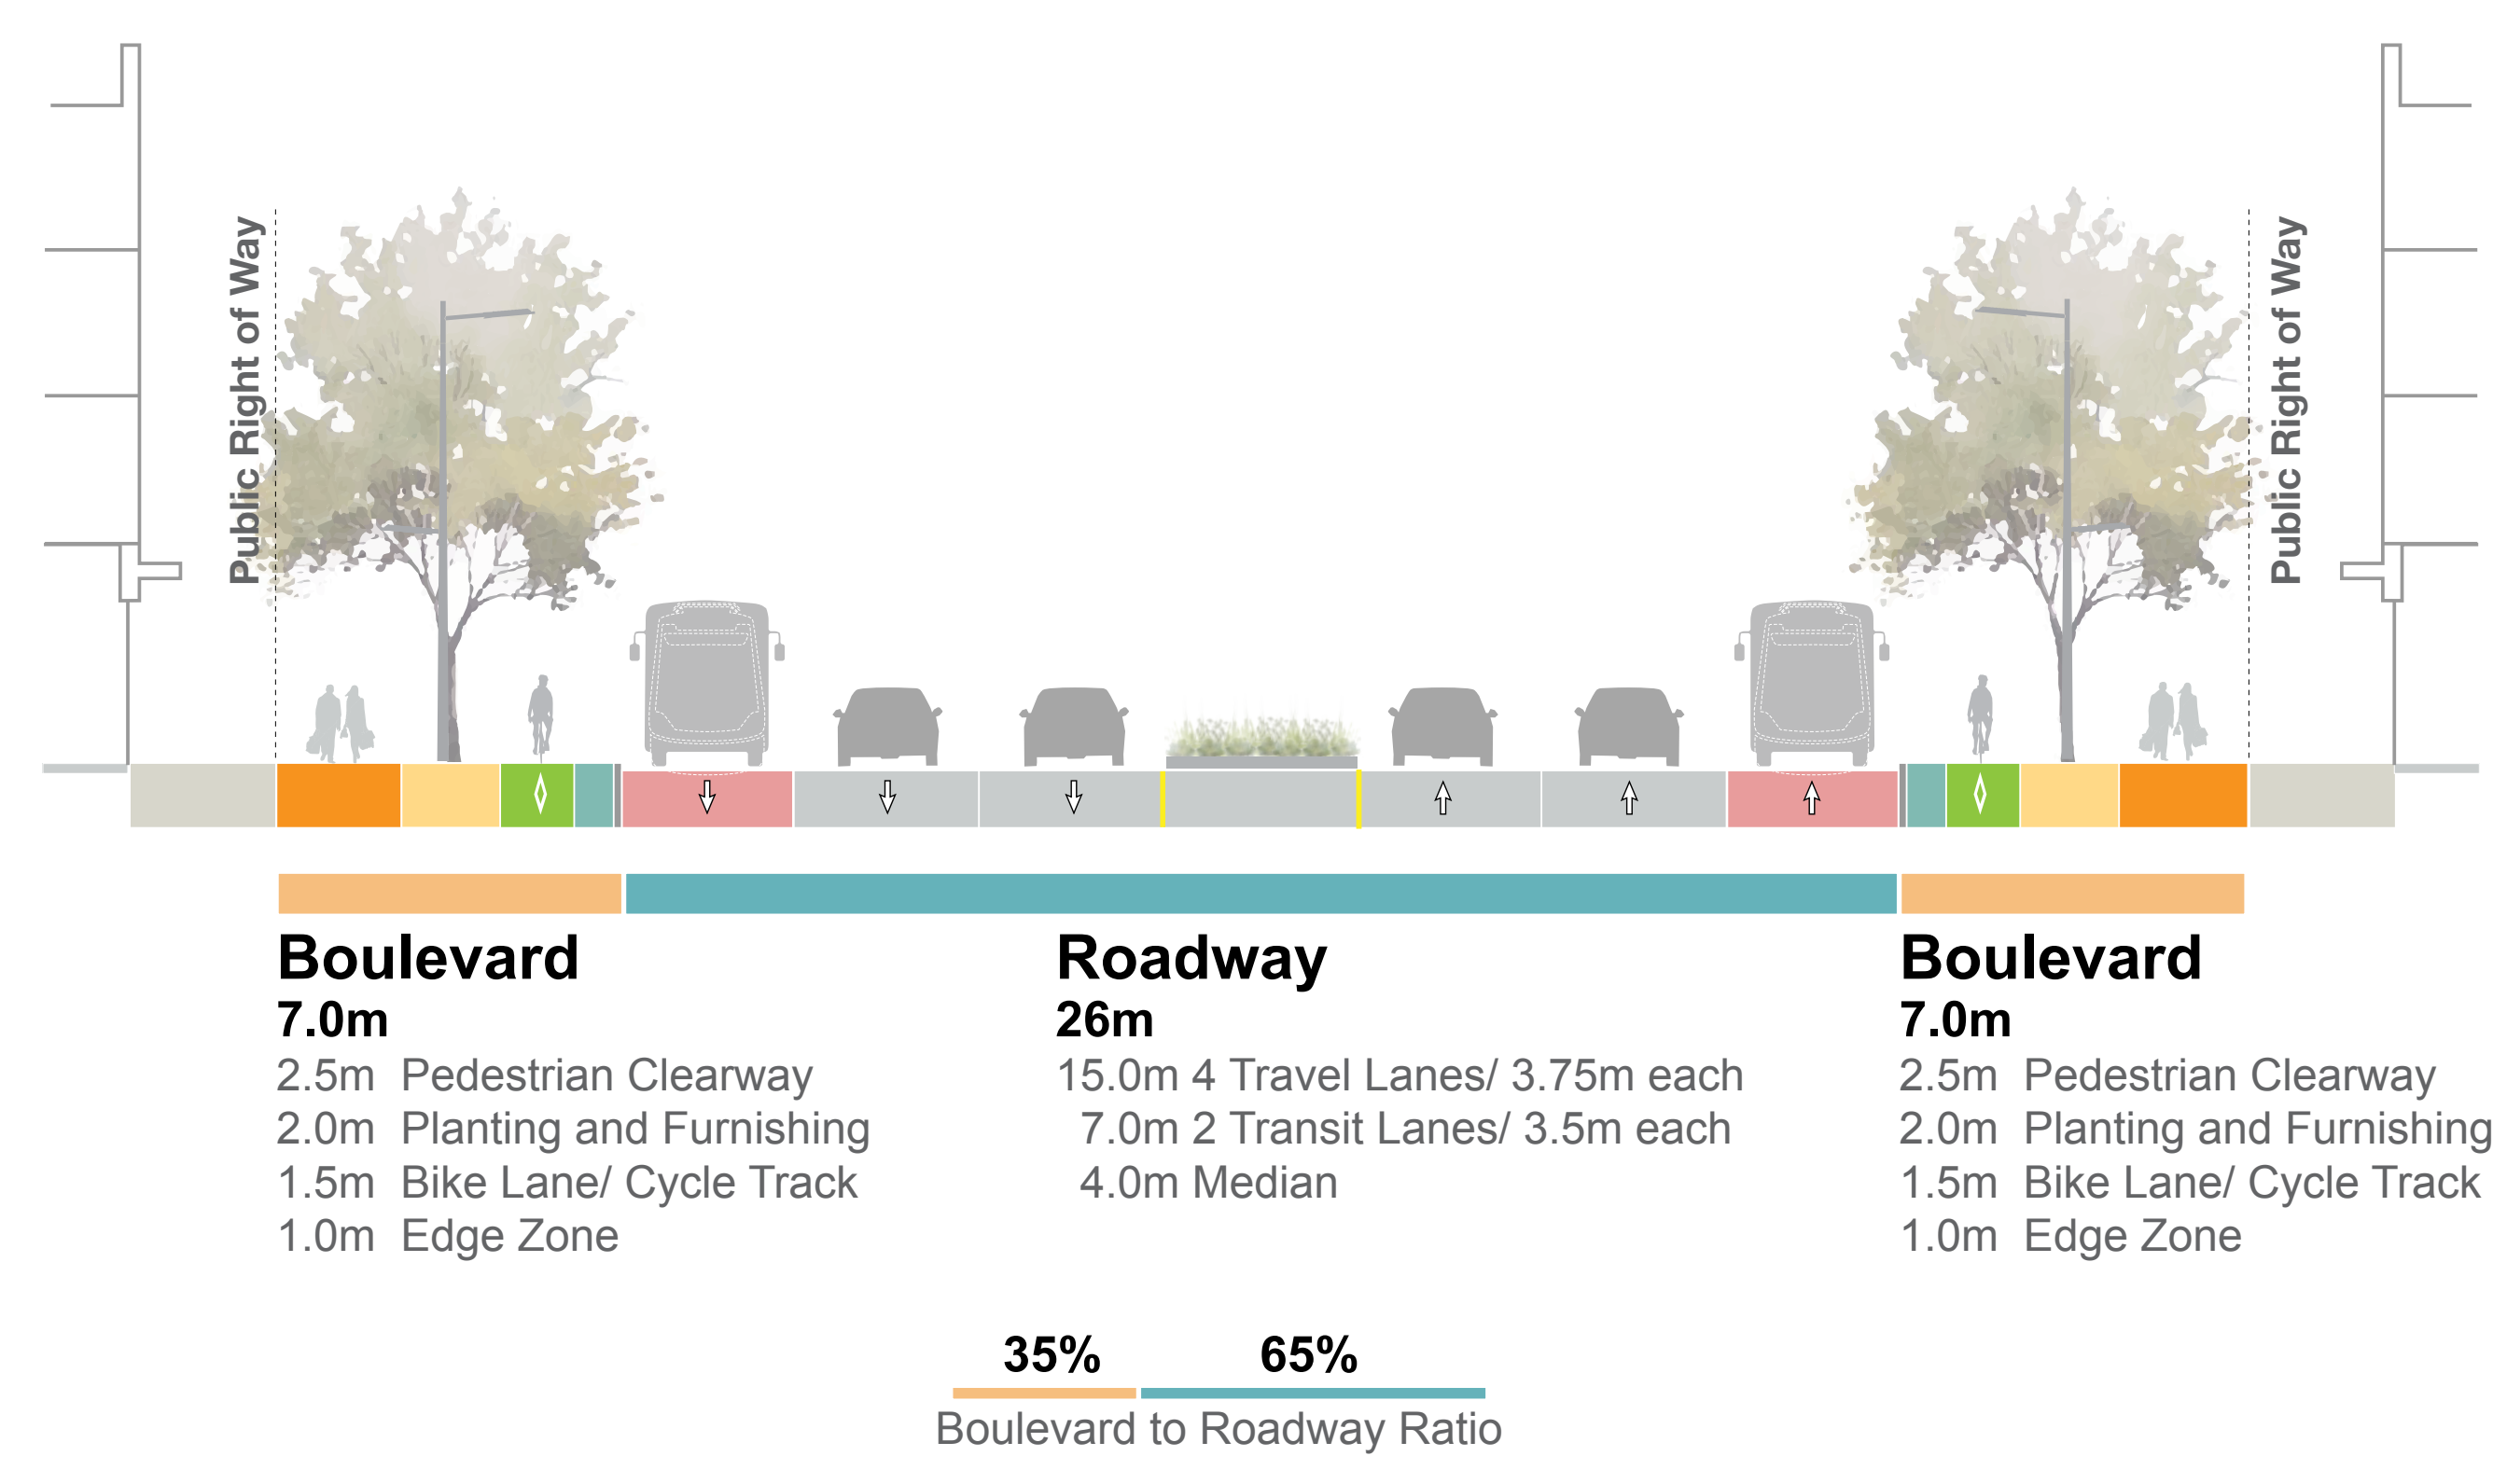 Public Right of Way
Public Right of Way
Boulevard
7.0m
2.5m Pedestrian Clearway
2.0m Planting and Furnishing
1.5m Bike Lane/ Cycle Track
1.0m Edge Zone
Roadway
26m
15.0m 4 Travel Lanes/ 3.75m each
7.0m 2 Transit Lanes/ 3.5m each
4.0m Median
Boulevard
7.0m
2.5m Pedestrian Clearway
2.0m Planting and Furnishing
1.5m Bike Lane/ Cycle Track
1.0m Edge Zone
35% 65%
Boulevard to Roadway Ratio